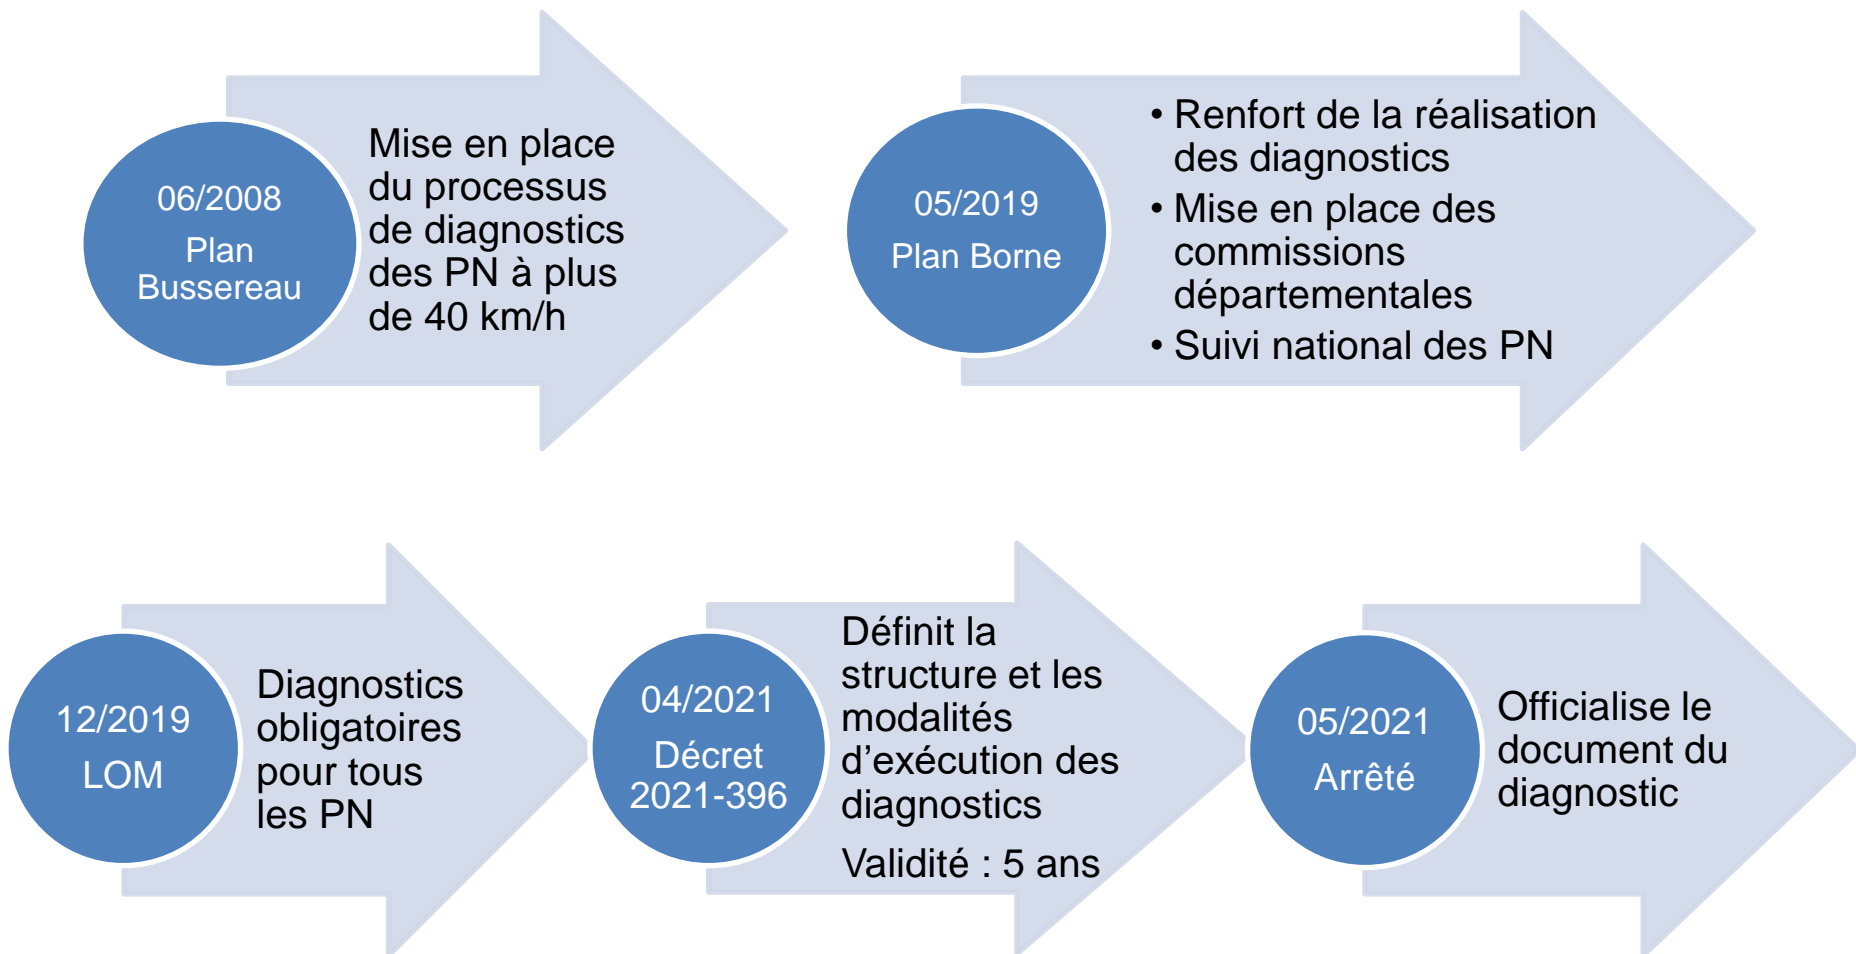 06/2008
Plan
Bussereau
Mise en place
du processus
de diagnostics
des PN à plus
de 40 km/h
05/2019
Plan Borne
• Renfort de la réalisation
des diagnostics
• Mise en place des
commissions
départementales
• Suivi national des PN
12/2019
LOM
Diagnostics
obligatoires
pour tous
les PN
04/2021
Décret
2021-396
Définit la
structure et les
modalités
d’exécution des
diagnostics
Validité : 5 ans
05/2021
Arrêté
Officialise le
document du
diagnostic